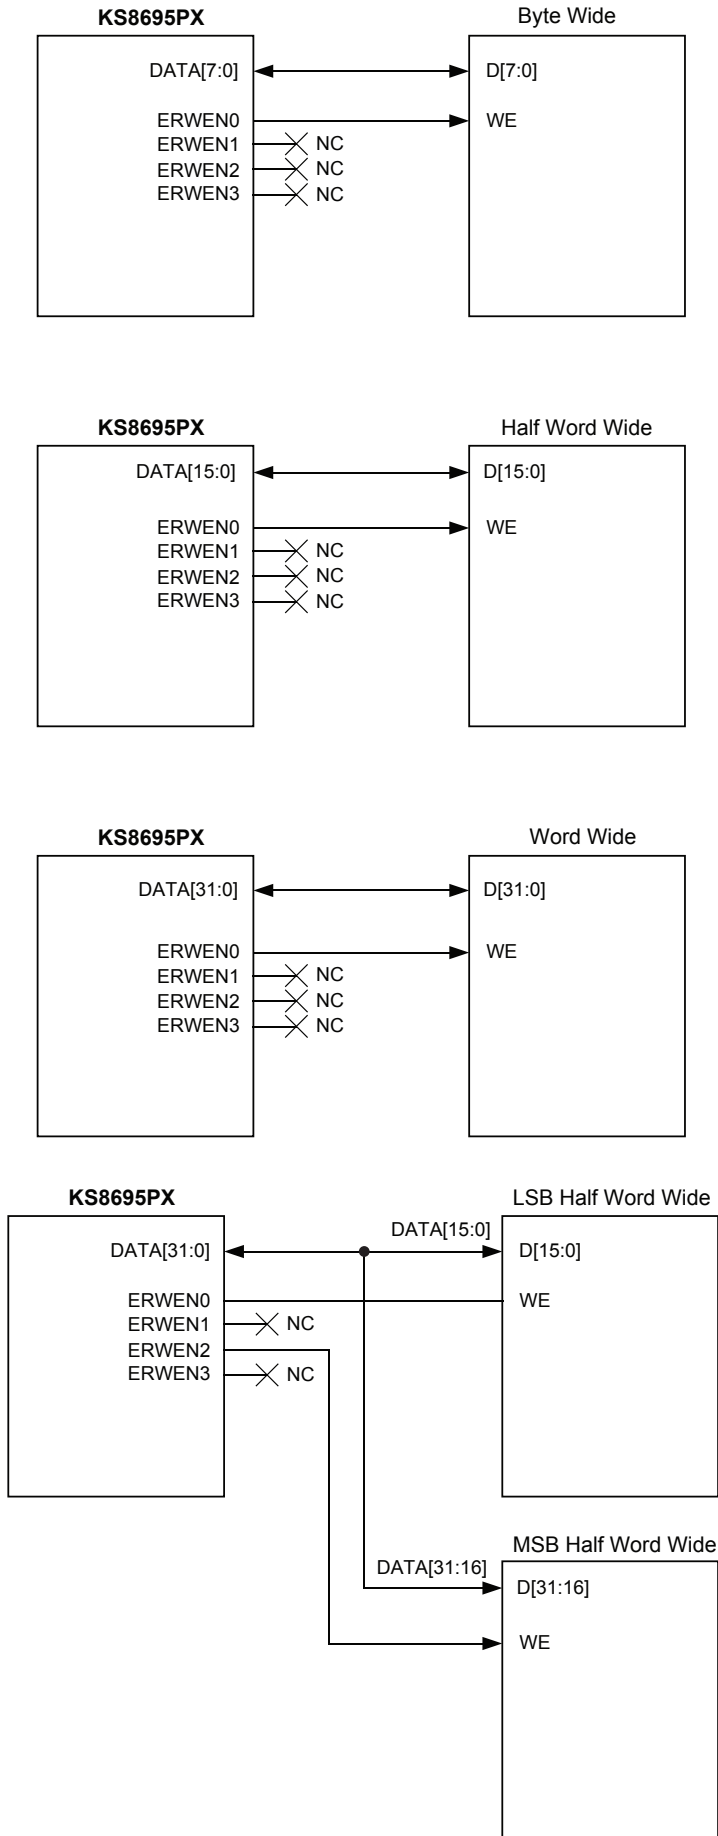 KS8695PX Byte Wide
DATA[7:0] D[7:0]
ERWEN0 WE
ERWEN1 NC
ERWEN2 NC
ERWEN3 NC
KS8695PX Half Word Wide
DATA[15:0] D[15:0]
ERWEN0 WE
ERWEN1 NC
ERWEN2 NC
ERWEN3 NC
KS8695PX Word Wide
DATA[31:0] D[31:0]
ERWEN0 WE
ERWEN1 NC
ERWEN2 NC
ERWEN3 NC
KS8695PX LSB Half Word Wide
DATA[15:0]
DATA[31:0] D[15:0]
ERWEN0 WE
ERWEN1 NC
ERWEN2
ERWEN3 NC
MSB Half Word Wide
DATA[31:16]
D[31:16]
WE